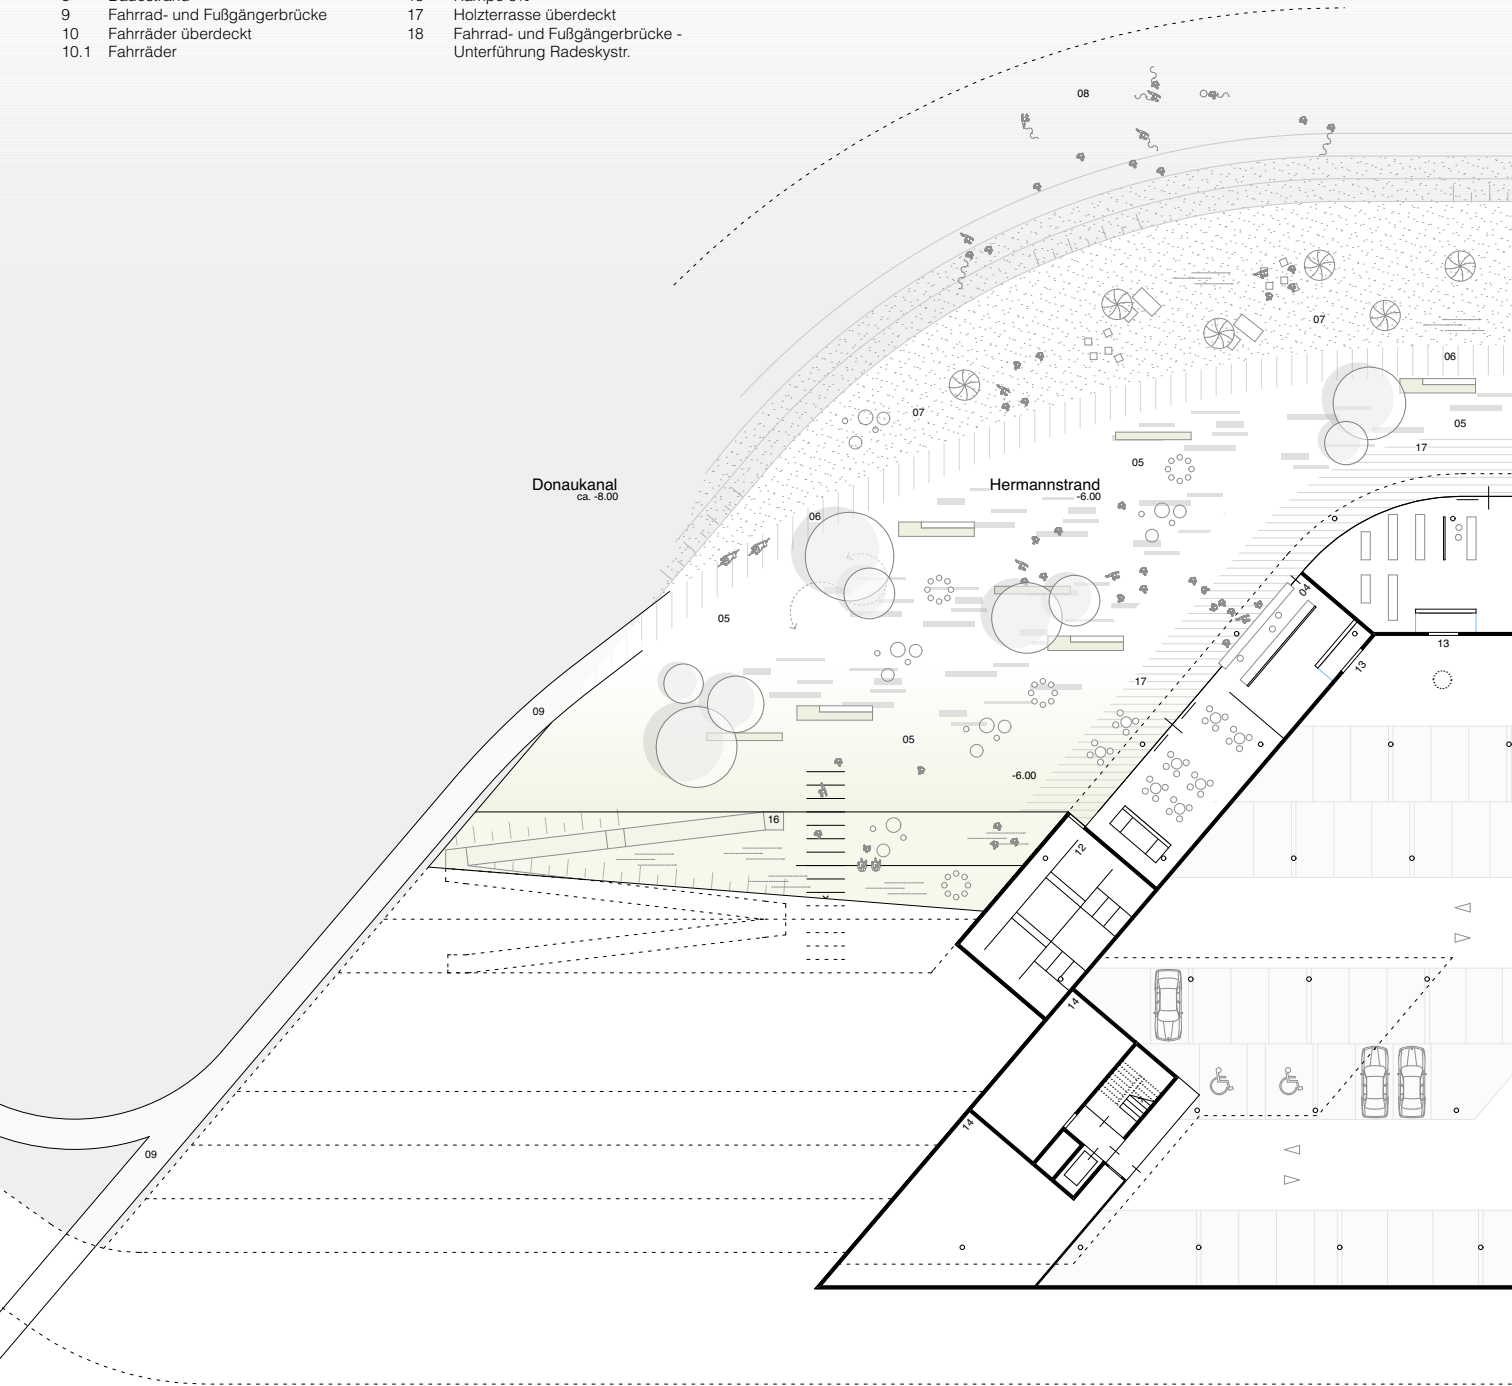 9 Fahrrad- und Fußgängerbrücke
10 Fahrräder überdeckt
10.1 Fahrräder
17 Holzterrasse überdeckt
18 Fahrrad- und Fußgängerbrücke -
Unterführung Radeskystr.
08
07
06
07
05
17
Donaukanal
ca. -8.00
Hermannstrand
-6.00
05
06
05
04
13
13
17
09
05
-6.00
16
12
14
14
09